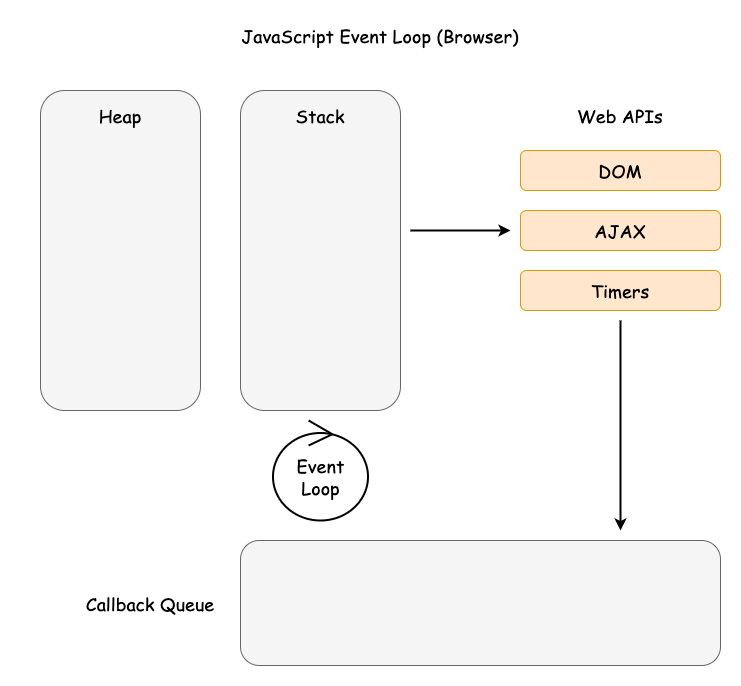 JavaScript Event Loop (Browser)
Heap
Stack
Web APIs
DOM
AJAX
Timers
Event
Loop
Callback Queue